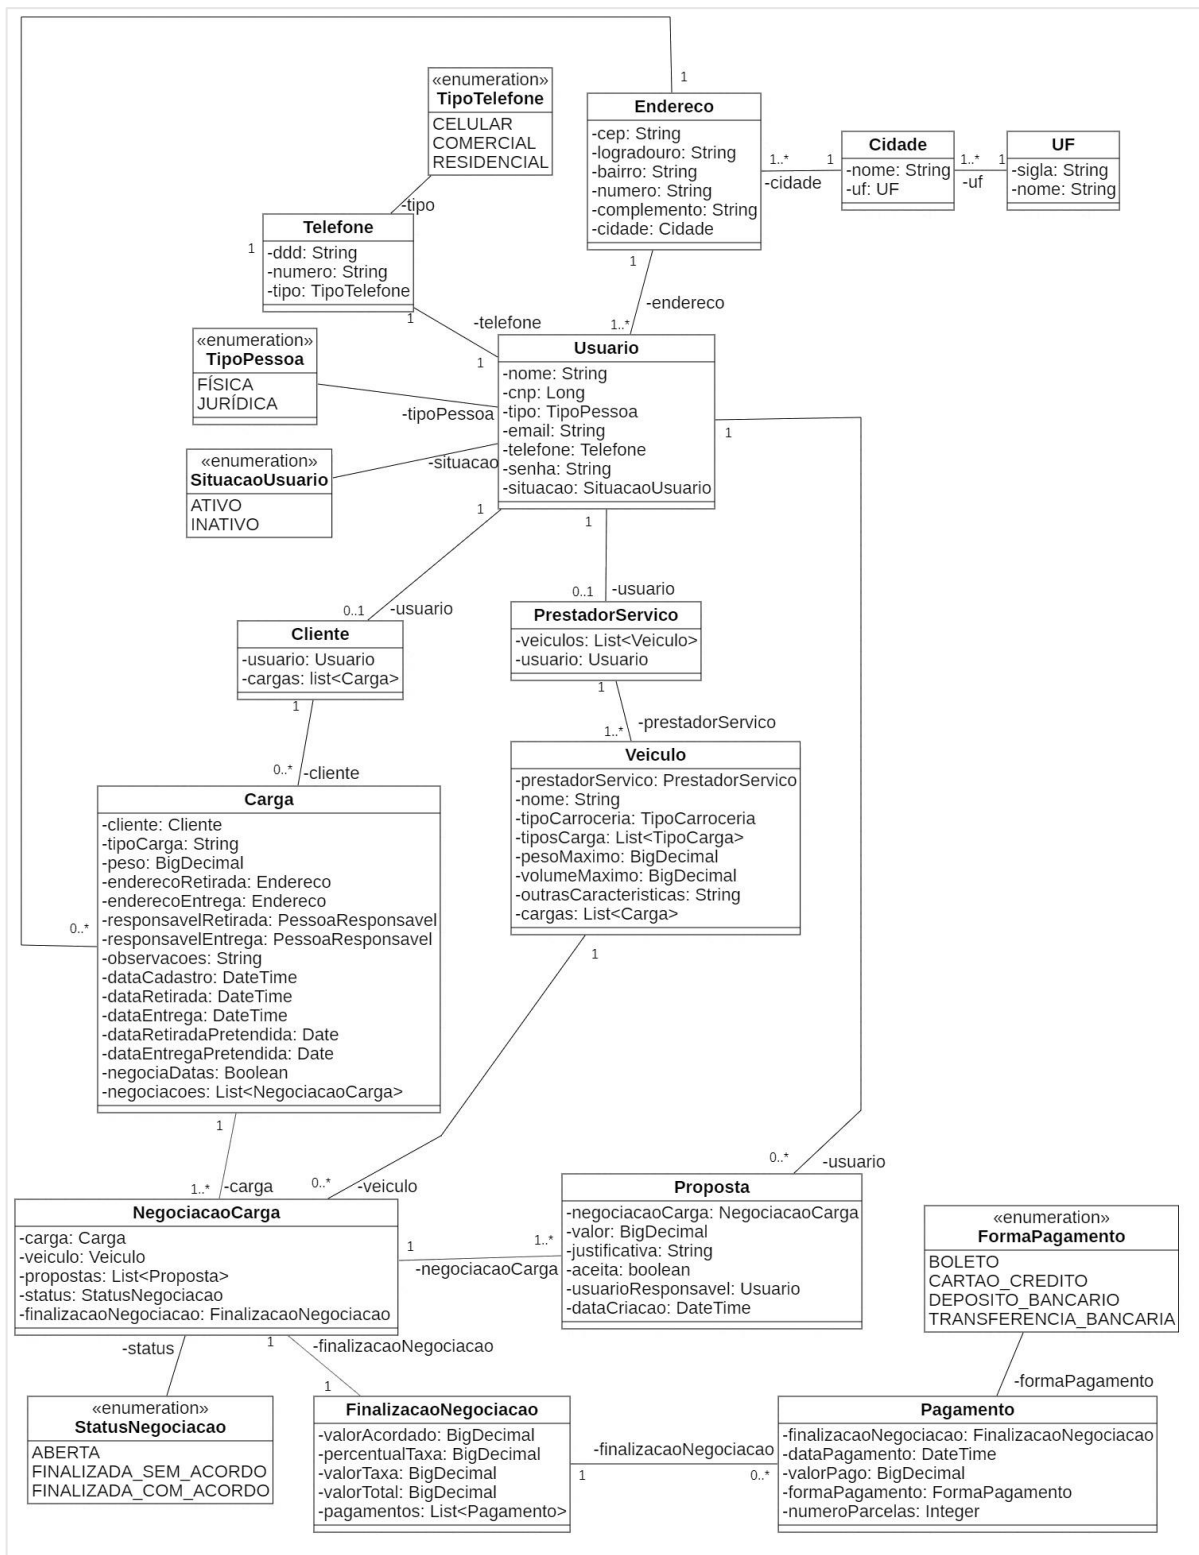 1
«enumeration»
TipoTelefone
CELULAR
COMERCIAL
RESIDENCIAL
-tipo
Endereco
-cep: String
-logradouro: String
-bairro: String
-numero: String
-complemento: String
-cidade: Cidade
1..*
1
-cidade
Cidade
-nome: String
-uf: UF
1..*
1
-uf
UF
-sigla: String
-nome: String
1
Telefone
-ddd: String
-numero: String
-tipo: TipoTelefone
1
-telefone
1
1
-endereco
1..*
«enumeration»
TipoPessoa
FÍSICA
JURÍDICA
-tipoPessoa
Usuario
-nome: String
-cnp: Long
-tipo: TipoPessoa
-email: String
-telefone: Telefone
-senha: String
-situacao: SituacaoUsuario
1
«enumeration»
SituacaoUsuario
ATIVO
INATIVO
-situacao
1
1
0..1
-usuario
0..1
-usuario
Cliente
-usuario: Usuario
-cargas: list<Carga>
PrestadorServico
-veiculos: List<Veiculo>
-usuario: Usuario
1
1
1..*
-prestadorServico
0..*
-cliente
Veiculo
-prestadorServico: PrestadorServico
-nome: String
-tipoCarroceria: TipoCarroceria
-tiposCarga: List<TipoCarga>
-pesoMaximo: BigDecimal
-volumeMaximo: BigDecimal
-outrasCaracteristicas: String
-cargas: List<Carga>
1
Carga
-cliente: Cliente
-tipoCarga: String
-peso: BigDecimal
-enderecoRetirada: Endereco
-enderecoEntrega: Endereco
-responsavelRetirada: PessoaResponsavel
-responsavelEntrega: PessoaResponsavel
-observacoes: String
-dataCadastro: DateTime
-dataRetirada: DateTime
-dataEntrega: DateTime
-dataRetiradaPretendida: Date
-dataEntregaPretendida: Date
-negociaDatas: Boolean
-negociacoes: List<NegociacaoCarga>
0..*
1
1..*
-carga
0..*
-veiculo
0..*
-usuario
NegociacaoCarga
-carga: Carga
-veiculo: Veiculo
-propostas: List<Proposta>
-status: StatusNegociacao
-finalizacaoNegociacao: FinalizacaoNegociacao
1
1..*
-negociacaoCarga
Proposta
-negociacaoCarga: NegociacaoCarga
-valor: BigDecimal
-justificativa: String
-aceita: boolean
-usuarioResponsavel: Usuario
-dataCriacao: DateTime
«enumeration»
FormaPagamento
BOLETO
CARTAO_CREDITO
DEPOSITO_BANCARIO
TRANSFERENCIA_BANCARIA
-status
1
-finalizacaoNegociacao
1
-formaPagamento
«enumeration»
StatusNegociacao
ABERTA
FINALIZADA_SEM_ACORDO
FINALIZADA_COM_ACORDO
FinalizacaoNegociacao
-valorAcordado: BigDecimal
-percentualTaxa: BigDecimal
-valorTaxa: BigDecimal
-valorTotal: BigDecimal
-pagamentos: List<Pagamento>
-finalizacaoNegociacao
1
0..*
Pagamento
-finalizacaoNegociacao: FinalizacaoNegociacao
-dataPagamento: DateTime
-valorPago: BigDecimal
-formaPagamento: FormaPagamento
-numeroParcelas: Integer